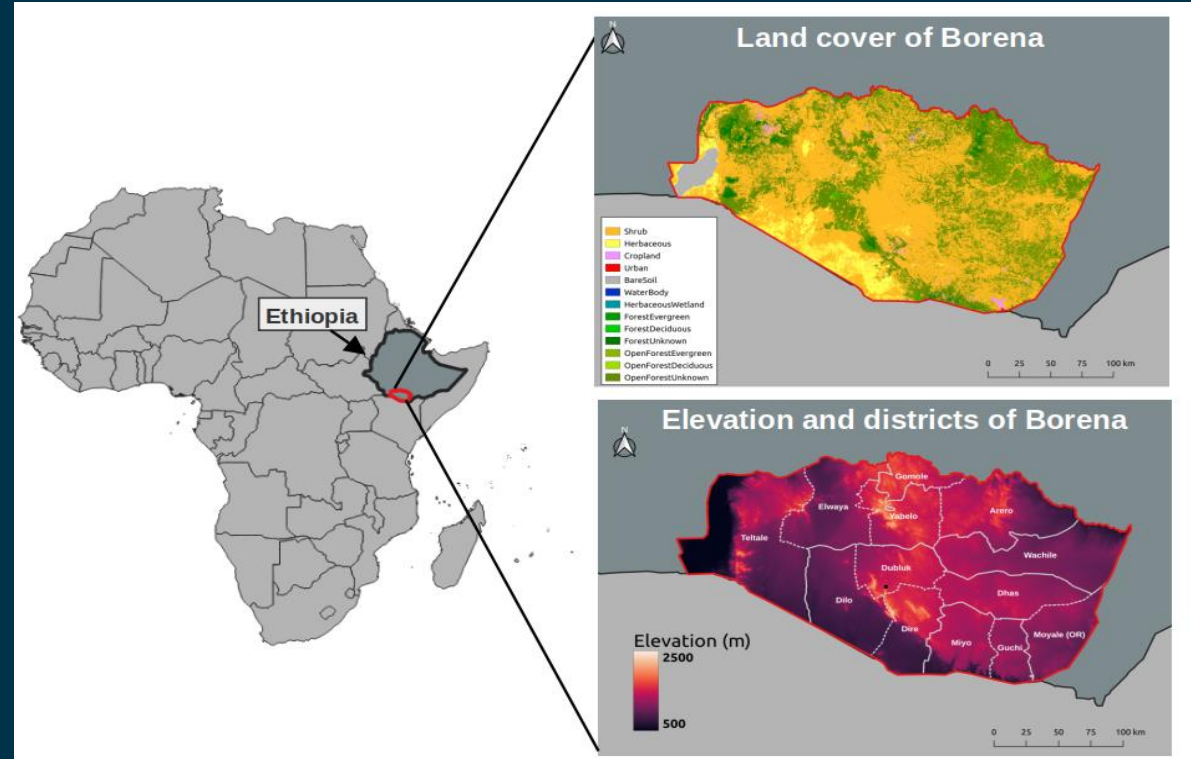 Ethiopia
N
Land cover of Borena
Shrub
Herbaceous
Cropland
Urban
BareSoil
WaterBody
HerbaceousWetland
ForestEvergreen
ForestDeciduous
ForestUnknown
OpenForestEvergreen
OpenForestDeciduous
OpenForestUnknown
0 25 50 75 100 km
Elevation and districts of Borena
N
Gomole
Elwaya
Yabelo
Arero
Teltale
Wachile
Dubluk
Dhas
Dilo
Dire
Miyo
Guchi
Moyale (OR)
Elevation (m)
2500
500
0 25 50 75 100 km